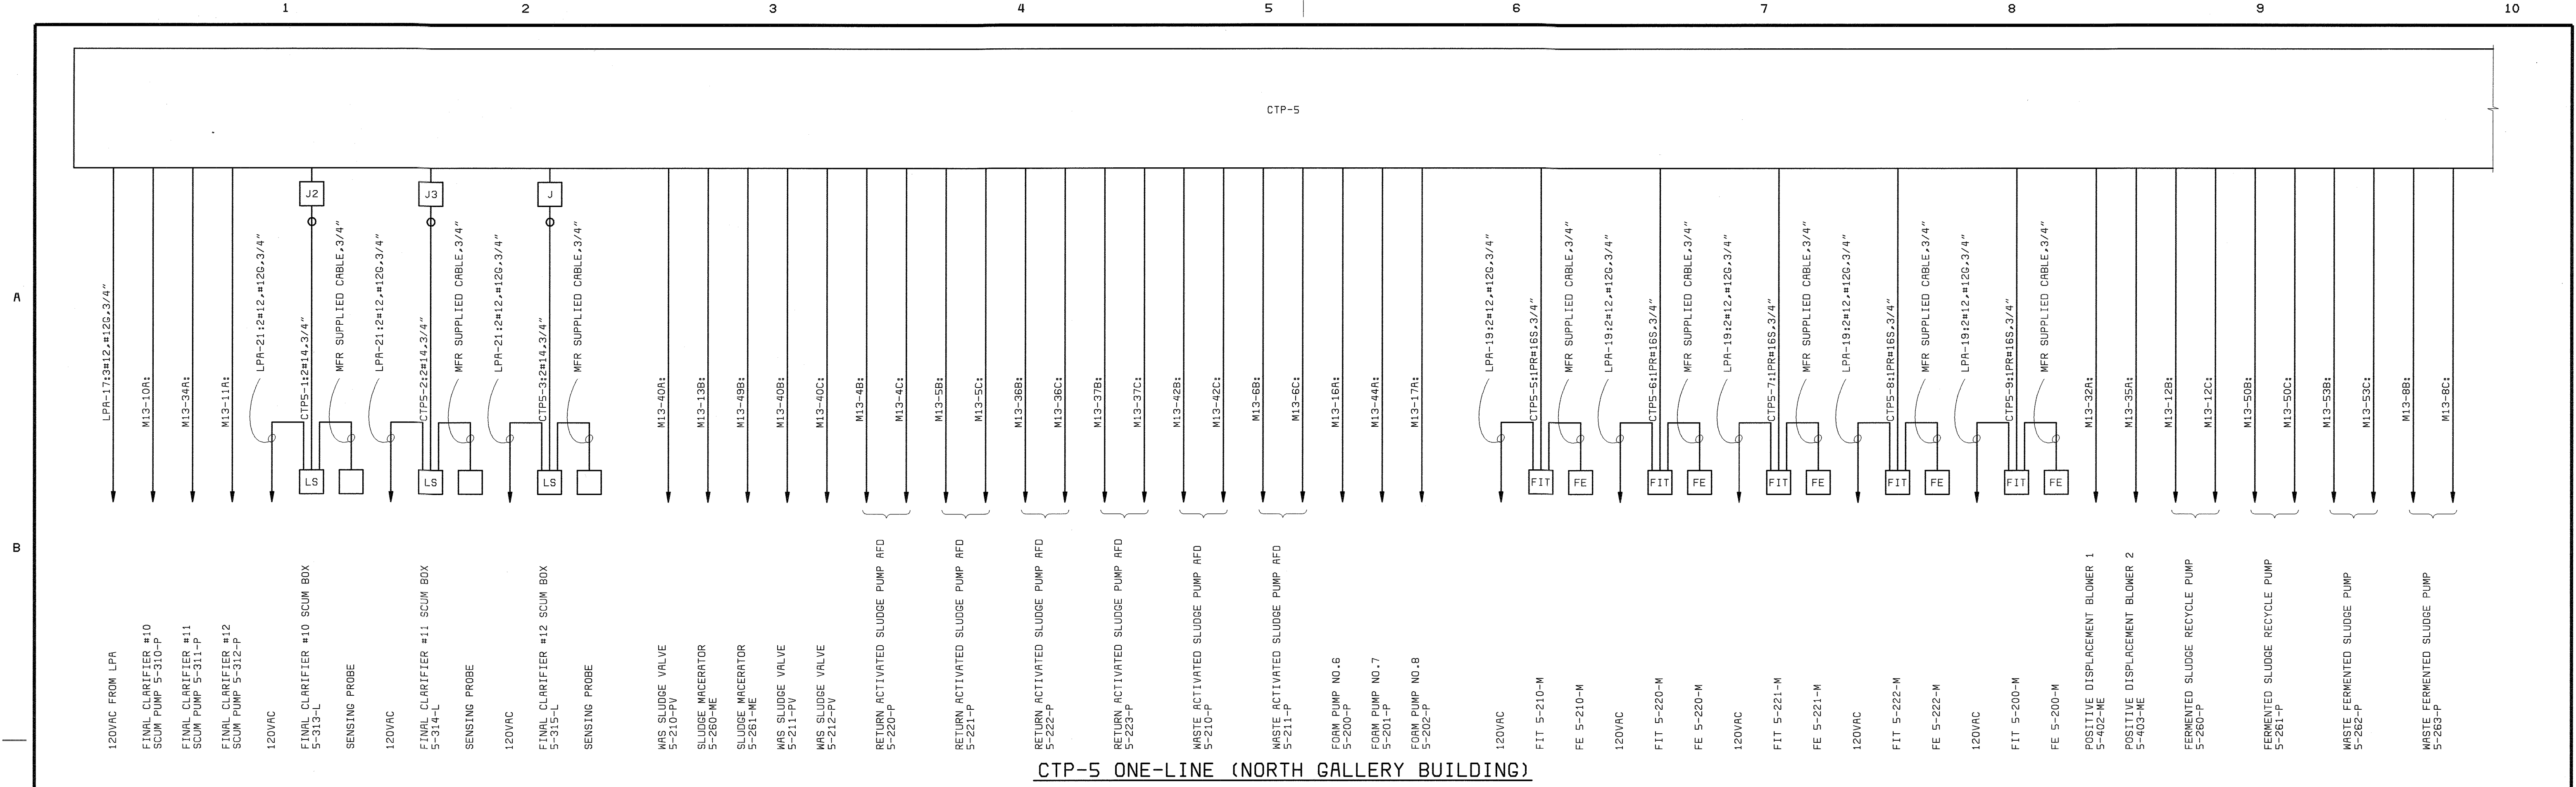 1 2 3 4 5 6 7 8 9 10
A
B
CTP-5
J2
J3
J
LPA-17:3#12,#12G,3/4"
M13-10A:
M13-34A:
M13-11A:
LPA-21:2#12,#12G,3/4"
CTP5-1:2#14,3/4"
MFR SUPPLIED CABLE,3/4"
LPA-21:2#12,#12G,3/4"
CTP5-2:2#14,3/4"
MFR SUPPLIED CABLE,3/4"
LPA-21:2#12,#12G,3/4"
CTP5-3:2#14,3/4"
MFR SUPPLIED CABLE,3/4"
M13-40A:
M13-13B:
M13-49B:
M13-40B:
M13-40C:
M13-4B:
M13-4C:
M13-5B:
M13-5C:
M13-36B:
M13-36C:
M13-37B:
M13-37C:
M13-42B:
M13-42C:
M13-6B:
M13-6C:
M13-16A:
M13-44A:
M13-17A:
LPA-19:2#12,#12G,3/4"
CTP5-5:1PR#16S,3/4"
MFR SUPPLIED CABLE,3/4"
LPA-19:2#12,#12G,3/4"
CTP5-6:1PR#16S,3/4"
MFR SUPPLIED CABLE,3/4"
LPA-19:2#12,#12G,3/4"
CTP5-7:1PR#16S,3/4"
MFR SUPPLIED CABLE,3/4"
LPA-19:2#12,#12G,3/4"
CTP5-8:1PR#16S,3/4"
MFR SUPPLIED CABLE,3/4"
LPA-19:2#12,#12G,3/4"
CTP5-9:1PR#16S,3/4"
MFR SUPPLIED CABLE,3/4"
M13-32A:
M13-35A:
M13-12B:
M13-12C:
M13-50B:
M13-50C:
M13-53B:
M13-53C:
M13-8B:
M13-8C:
LS
LS
LS
FIT
FE
FIT
FE
FIT
FE
FIT
FE
FIT
FE
120VAC FROM LPA
FINAL CLARIFIER #10
SCUM PUMP 5-310-P
FINAL CLARIFIER #11
SCUM PUMP 5-311-P
FINAL CLARIFIER #12
SCUM PUMP 5-312-P
120VAC
FINAL CLARIFIER #10 SCUM BOX
5-313-L
SENSING PROBE
120VAC
FINAL CLARIFIER #11 SCUM BOX
5-314-L
SENSING PROBE
120VAC
FINAL CLARIFIER #12 SCUM BOX
5-315-L
SENSING PROBE
WAS SLUDGE VALVE
5-210-PV
SLUDGE MACERATOR
5-260-ME
SLUDGE MACERATOR
5-261-ME
WAS SLUDGE VALVE
5-211-PV
WAS SLUDGE VALVE
5-212-PV
RETURN ACTIVATED SLUDGE PUMP AFD
5-220-P
RETURN ACTIVATED SLUDGE PUMP AFD
5-221-P
RETURN ACTIVATED SLUDGE PUMP AFD
5-222-P
RETURN ACTIVATED SLUDGE PUMP AFD
5-223-P
WASTE ACTIVATED SLUDGE PUMP AFD
5-210-P
WASTE ACTIVATED SLUDGE PUMP AFD
5-211-P
FOAM PUMP NO.6
5-200-P
FOAM PUMP NO.7
5-201-P
FOAM PUMP NO.8
5-202-P
120VAC
FIT 5-210-M
FE 5-210-M
120VAC
FIT 5-220-M
FE 5-220-M
120VAC
FIT 5-221-M
FE 5-221-M
120VAC
FIT 5-222-M
FE 5-222-M
120VAC
FIT 5-200-M
FE 5-200-M
POSITIVE DISPLACEMENT BLOWER 1
5-402-ME
POSITIVE DISPLACEMENT BLOWER 2
5-403-ME
FERMENTED SLUDGE RECYCLE PUMP
5-260-P
FERMENTED SLUDGE RECYCLE PUMP
5-261-P
WASTE FERMENTED SLUDGE PUMP
5-262-P
WASTE FERMENTED SLUDGE PUMP
5-263-P
CTP-5 ONE-LINE (NORTH GALLERY BUILDING)